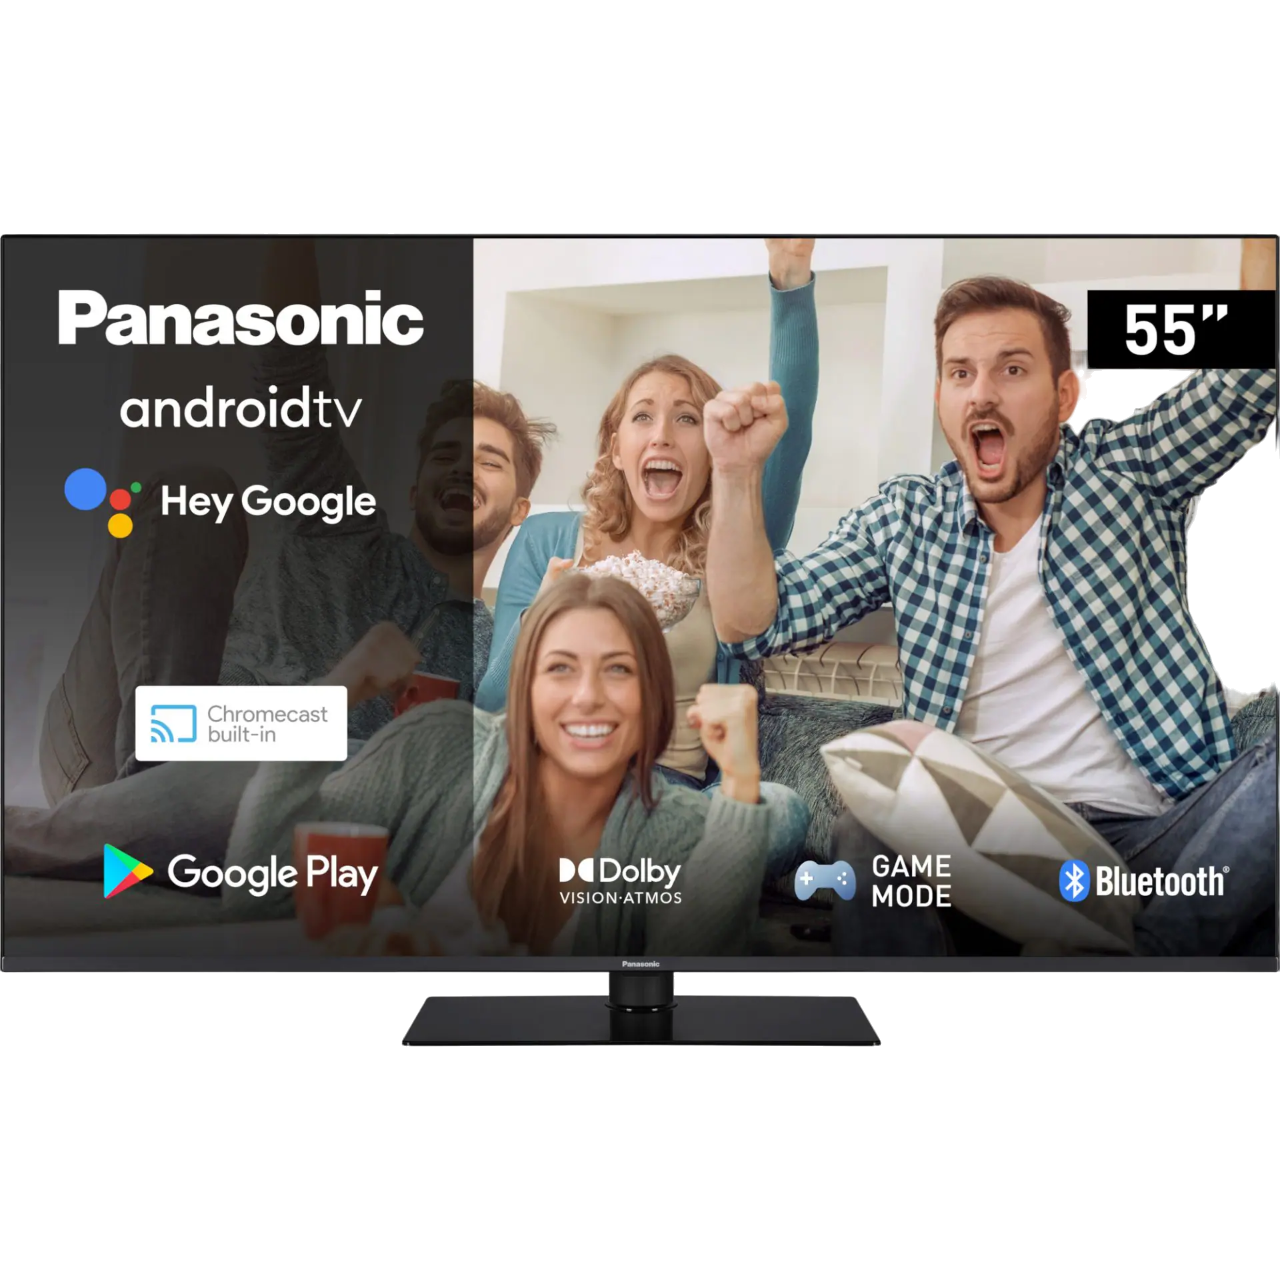 Panasonic
55”
androidtv
Hey Google
Chromecast
built-in
Google Play
Dolby
VISION·ATMOS
GAME
MODE
Bluetooth®
Panasonic